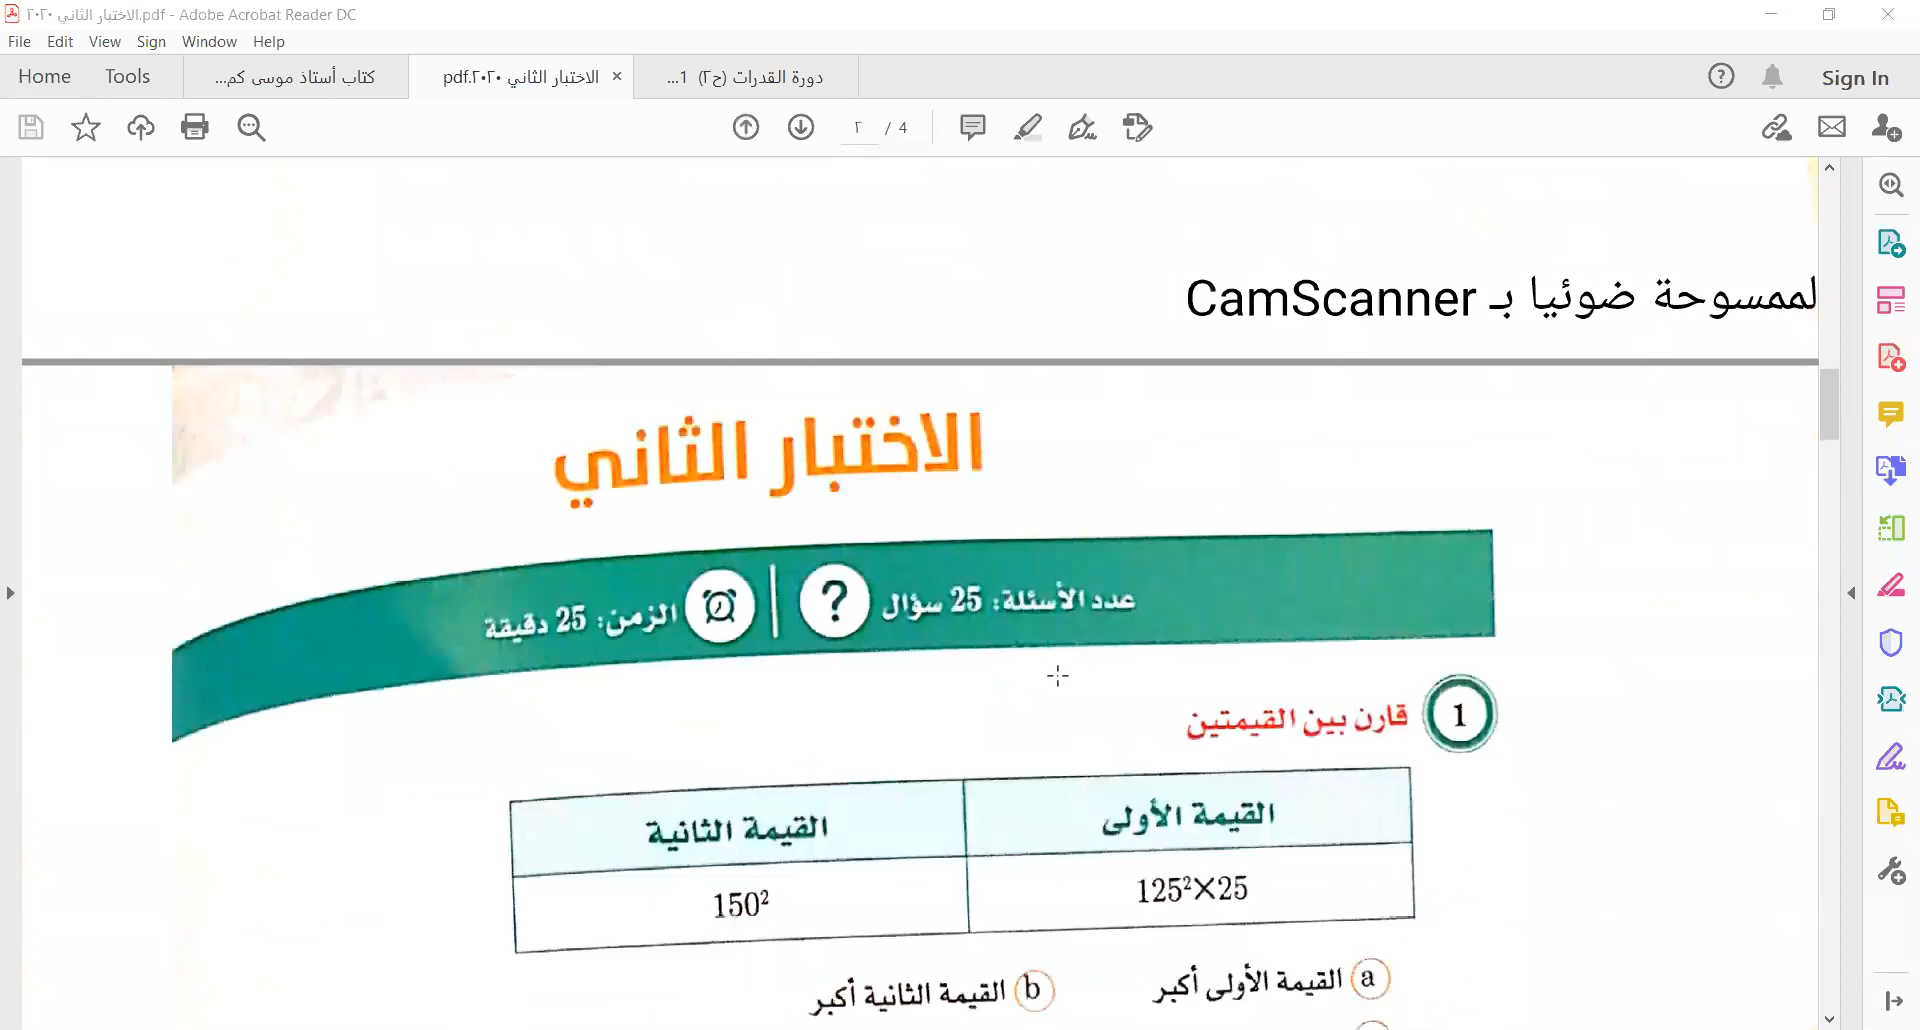 الاختبار الثاني ٢٠٢٠.pdf - Adobe Acrobat Reader DC
File Edit View Sign Window Help
Home Tools كتاب أستاذ موسى كم... الاختبار الثاني ٢٠٢٠.pdf × دورة القدرات (ح٢) 1... Sign In
٢ / 4
لممسوحة ضوئيا بـ CamScanner
الاختبار الثاني
عدد الأسئلة: 25 سؤال ? الزمن: 25 دقيقة
1 قارن بين القيمتين
القيمة الأولى القيمة الثانية
125²×25 150²
a القيمة الأولى أكبر b القيمة الثانية أكبر